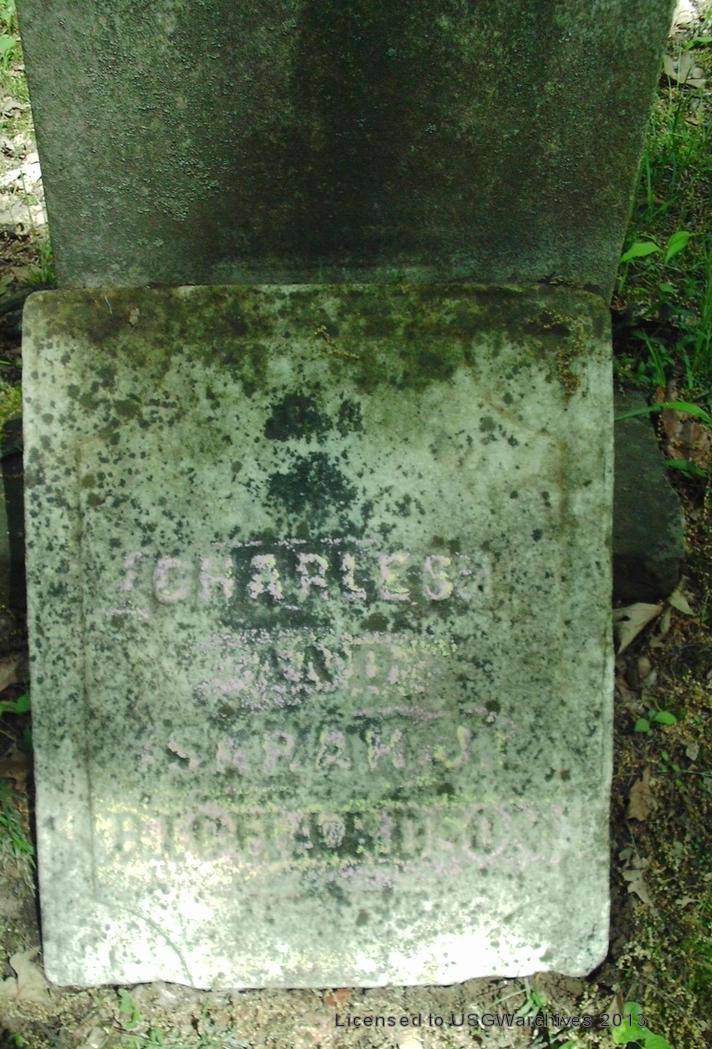 CHARLES
AND
SARAH J.
RICHARDSON
Licensed to USGWarchives 2013